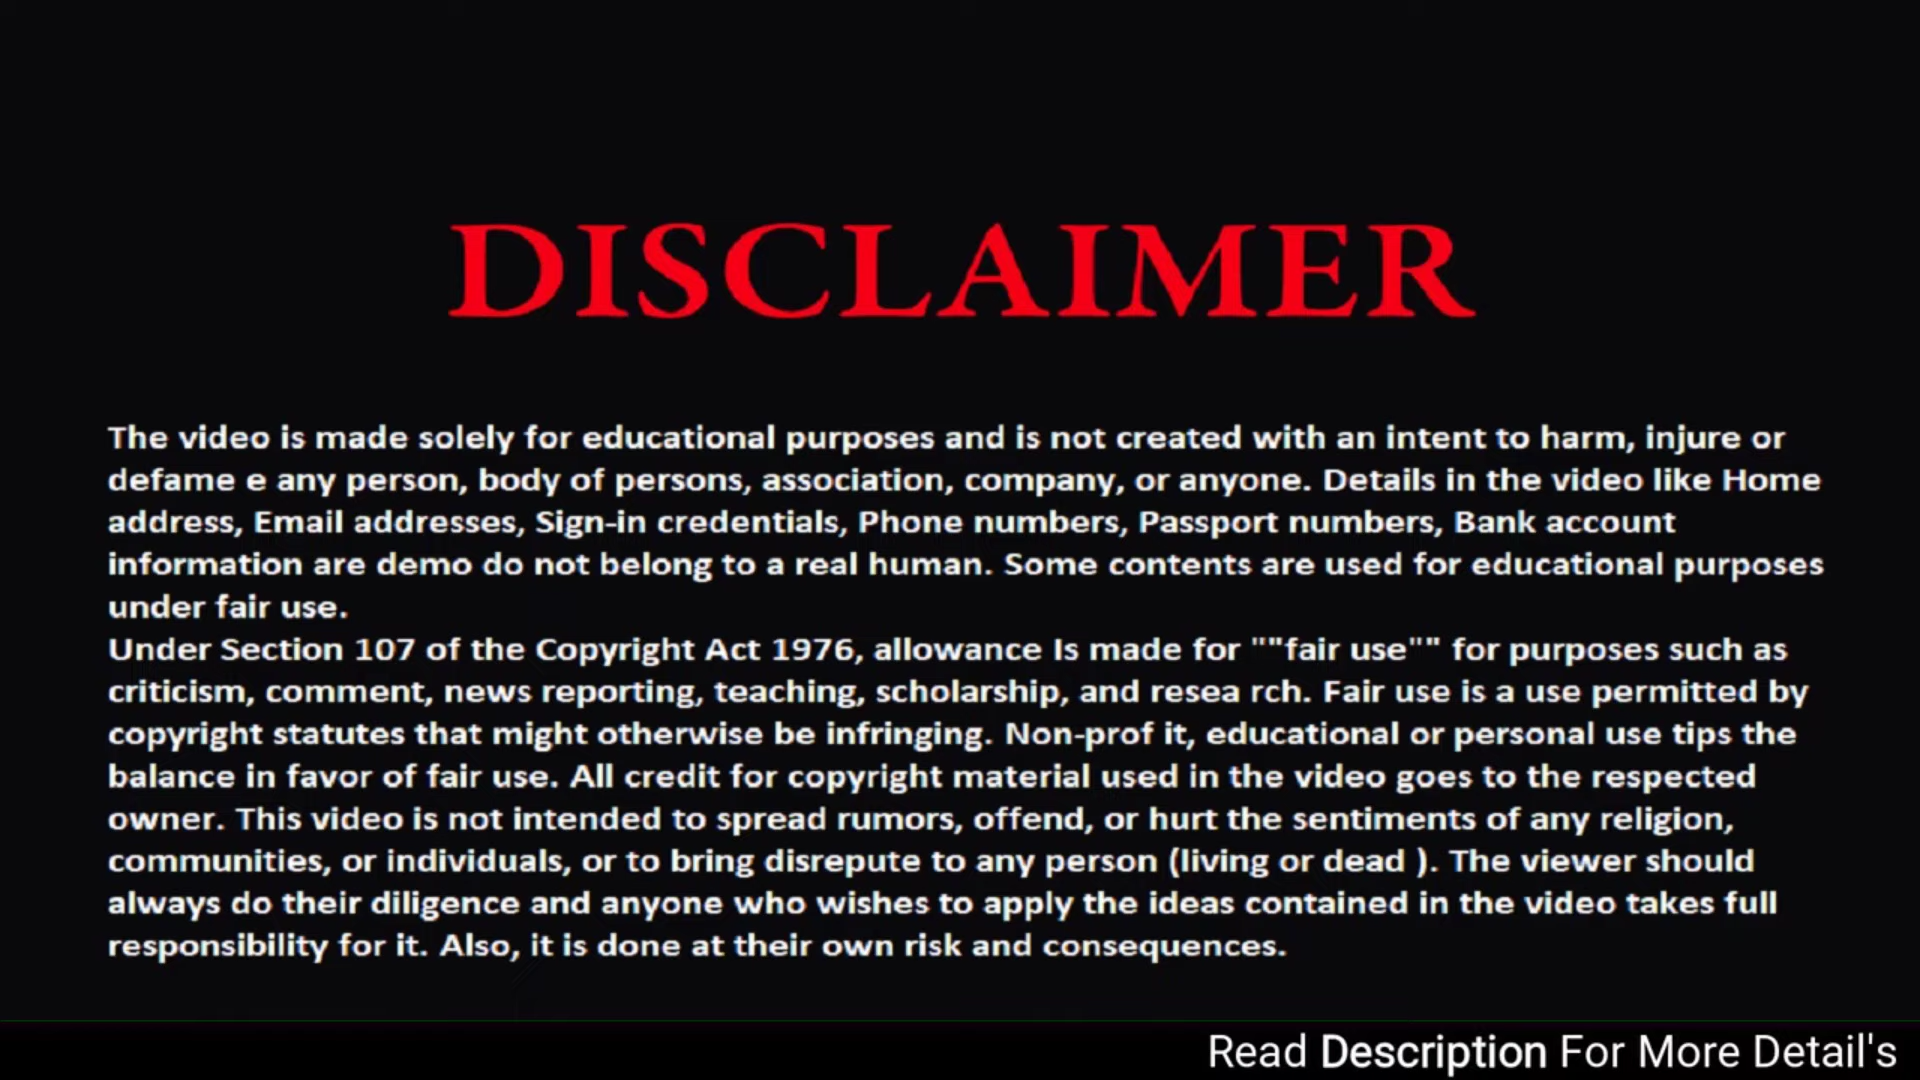 DISCLAIMER
The video is made solely for educational purposes and is not created with an intent to harm, injure or
defame e any person, body of persons, association, company, or anyone. Details in the video like Home
address, Email addresses, Sign-in credentials, Phone numbers, Passport numbers, Bank account
information are demo do not belong to a real human. Some contents are used for educational purposes
under fair use.
Under Section 107 of the Copyright Act 1976, allowance Is made for ""fair use"" for purposes such as
criticism, comment, news reporting, teaching, scholarship, and resea rch. Fair use is a use permitted by
copyright statutes that might otherwise be infringing. Non-prof it, educational or personal use tips the
balance in favor of fair use. All credit for copyright material used in the video goes to the respected
owner. This video is not intended to spread rumors, offend, or hurt the sentiments of any religion,
communities, or individuals, or to bring disrepute to any person (living or dead ). The viewer should
always do their diligence and anyone who wishes to apply the ideas contained in the video takes full
responsibility for it. Also, it is done at their own risk and consequences.
Read Description For More Detail's